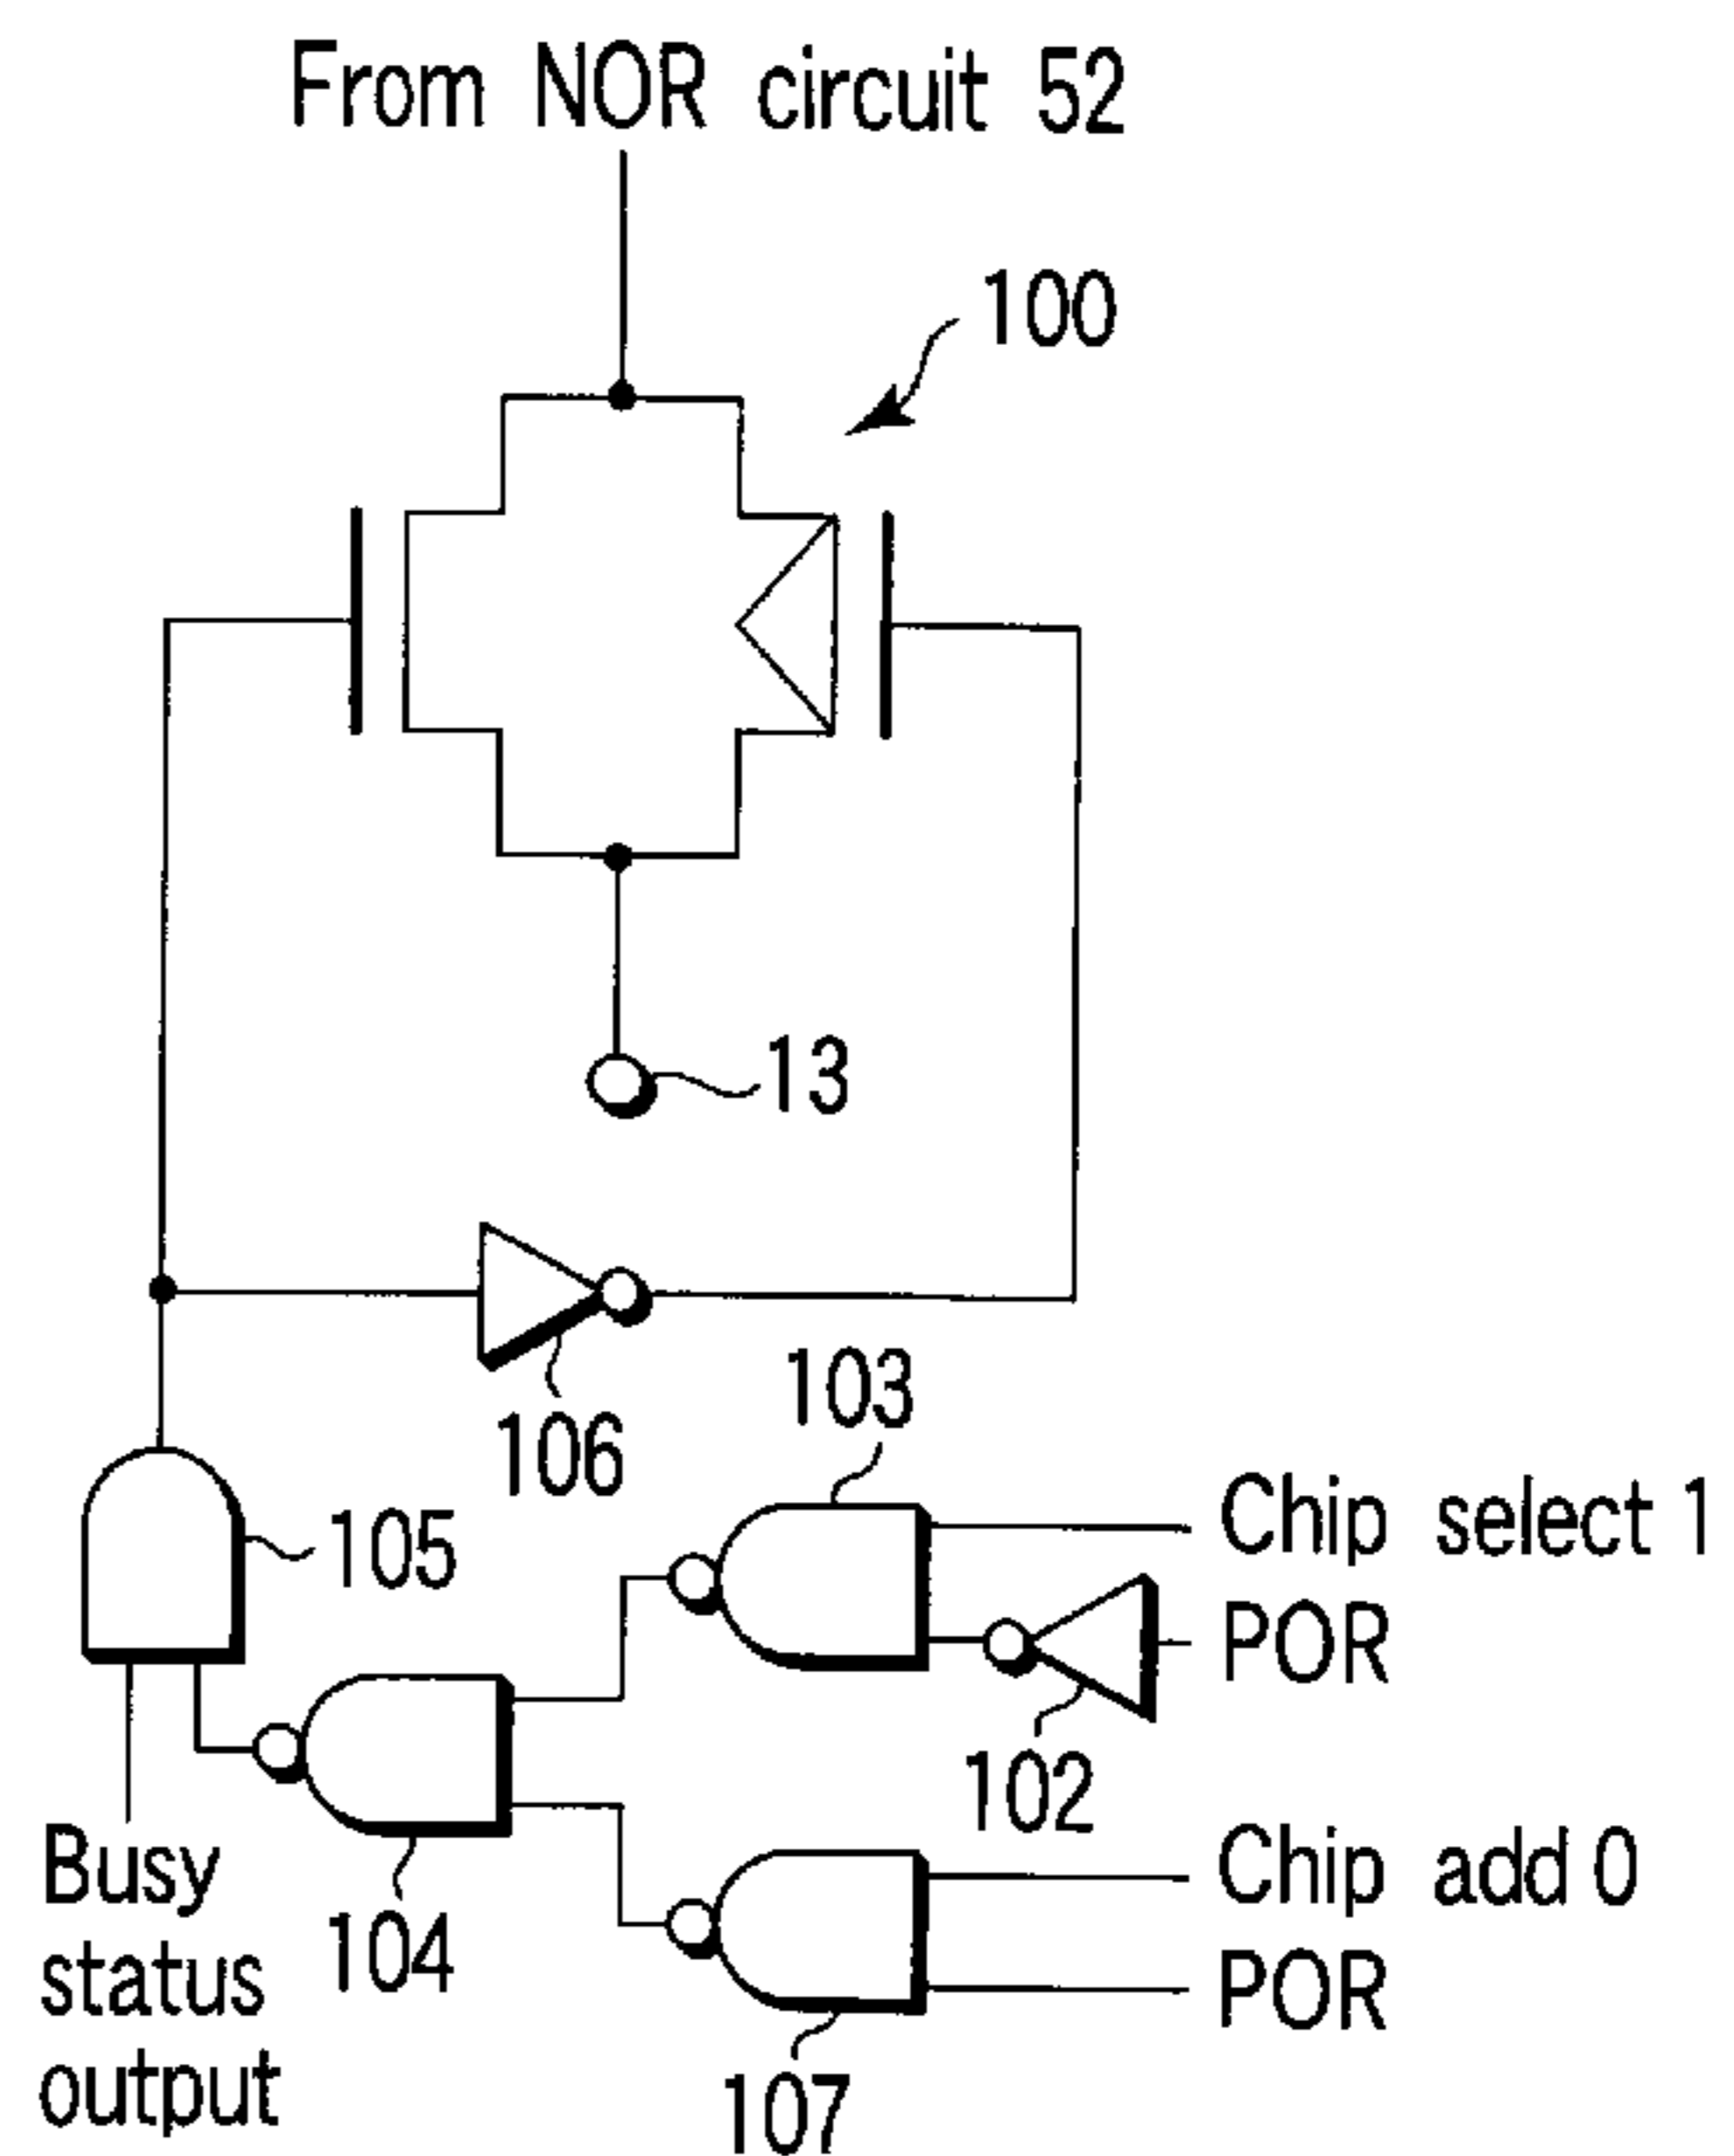 From NOR circuit 52
100
13
106
103
105
Chip select 1
POR
102
104
Busy
status
output
Chip add 0
POR
107